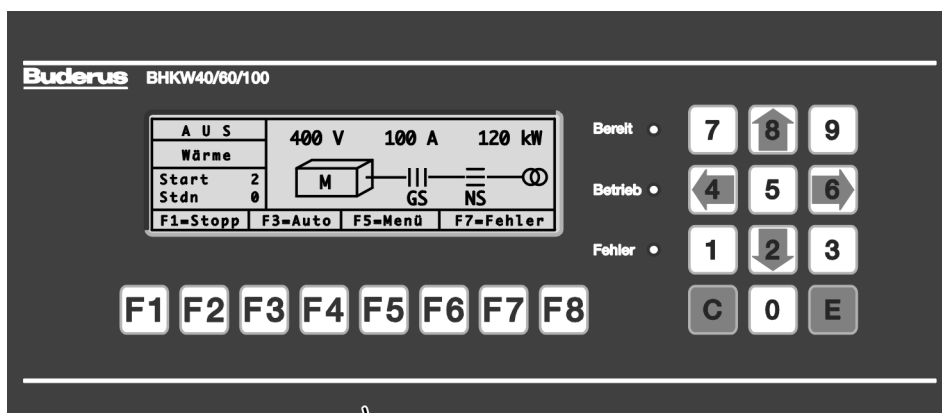 Buderus BHKW40/60/100
A U S
Wärme
Start 2
Stdn 0
400 V 100 A 120 kW
M
GS NS
F1=Stopp F3=Auto F5=Menü F7=Fehler
Bereit
Betrieb
Fehler
7 8 9
4 5 6
1 2 3
C 0 E
F1 F2 F3 F4 F5 F6 F7 F8